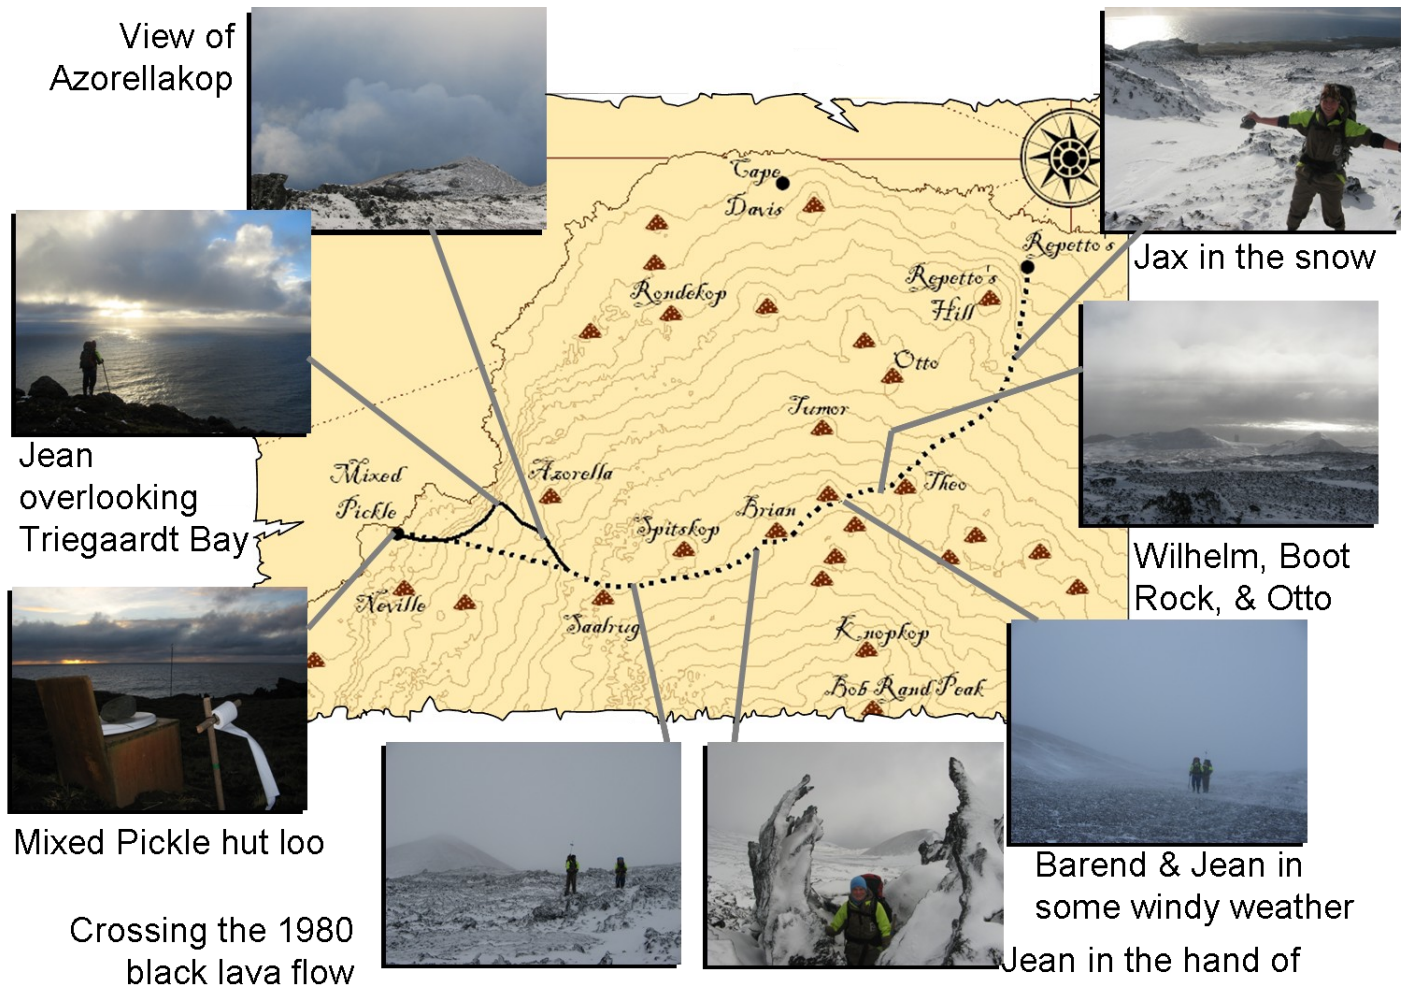 View of
Azorellakop
Jax in the snow
Jean
overlooking
Triegaardt Bay
Wilhelm, Boot
Rock, & Otto
Mixed Pickle hut loo
Barend & Jean in
some windy weather
Crossing the 1980
black lava flow
Jean in the hand of
Cape
Davis
Repetto's
Repetto's
Hill
Rondekop
Otto
Tumor
Mixed
Pickle
Azorella
Theo
Brian
Spitskop
Neville
Saalrug
Knopkop
Bob Rand Peak